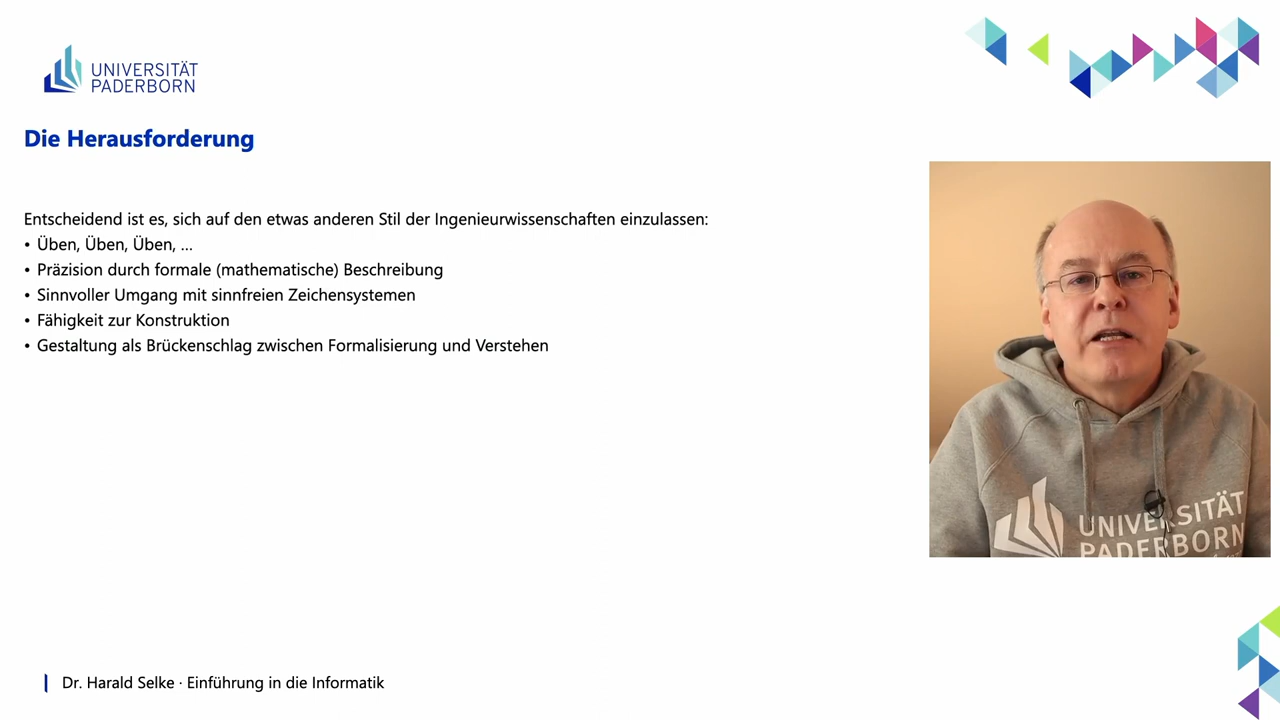 UNIVERSITÄT
PADERBORN
Die Herausforderung
Entscheidend ist es, sich auf den etwas anderen Stil der Ingenieurwissenschaften einzulassen:
• Üben, Üben, Üben, ...
• Präzision durch formale (mathematische) Beschreibung
• Sinnvoller Umgang mit sinnfreien Zeichensystemen
• Fähigkeit zur Konstruktion
• Gestaltung als Brückenschlag zwischen Formalisierung und Verstehen
UNIVERSITÄT
PADERBORN
Dr. Harald Selke · Einführung in die Informatik